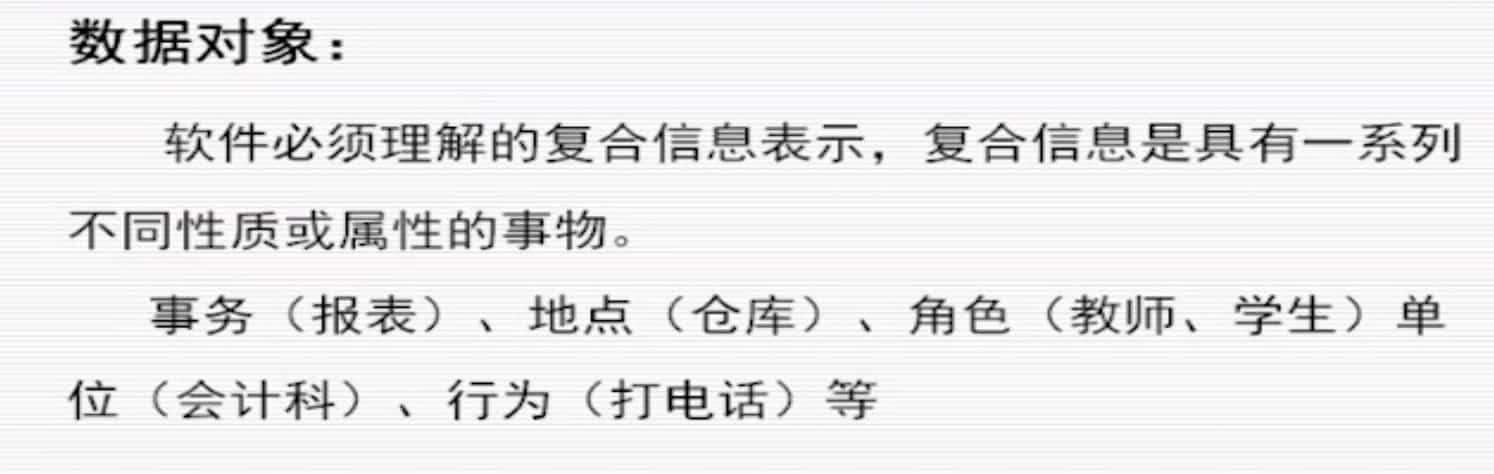 数据对象：
软件必须理解的复合信息表示，复合信息是具有一系列
不同性质或属性的事物。
事务（报表）、地点（仓库）、角色（教师、学生）单
位（会计科）、行为（打电话）等